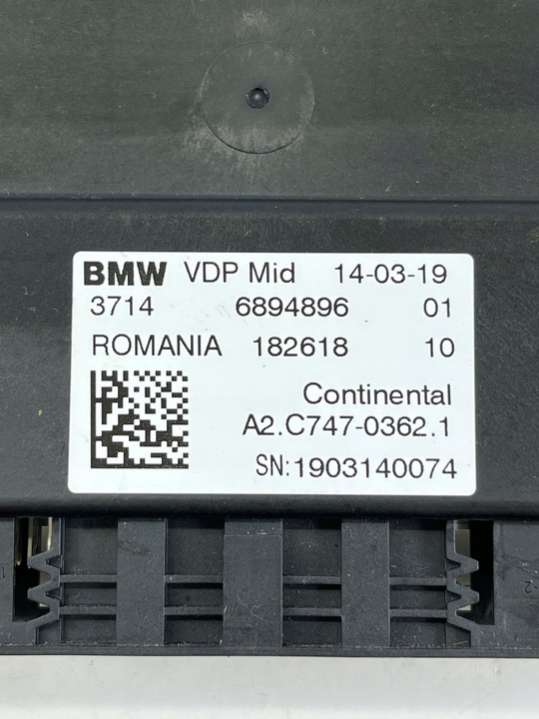 BMW VDP Mid 14-03-19
3714 6894896 01
ROMANIA 182618 10
Continental
A2.C747-0362.1
SN:1903140074